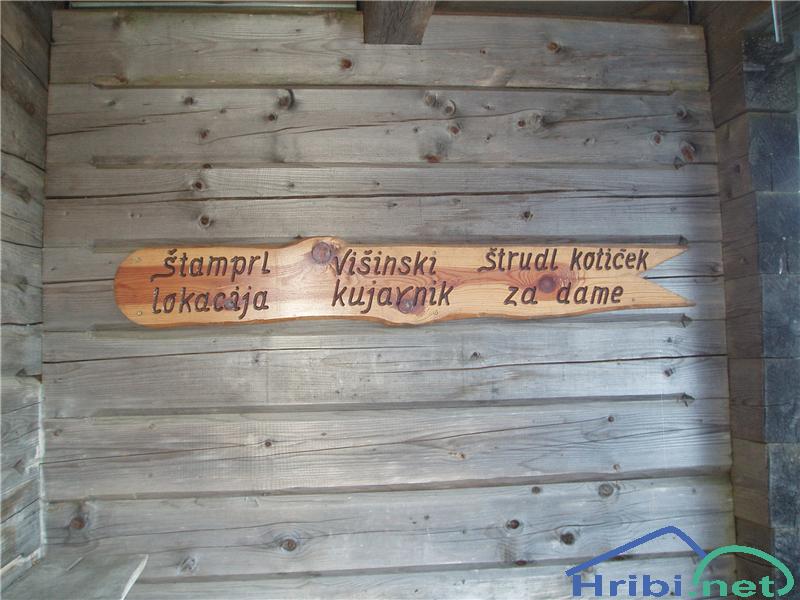 Štamprl
lokacija
Višinski
kujavnik
Štrudl kotiček
za dame
Hribi.net